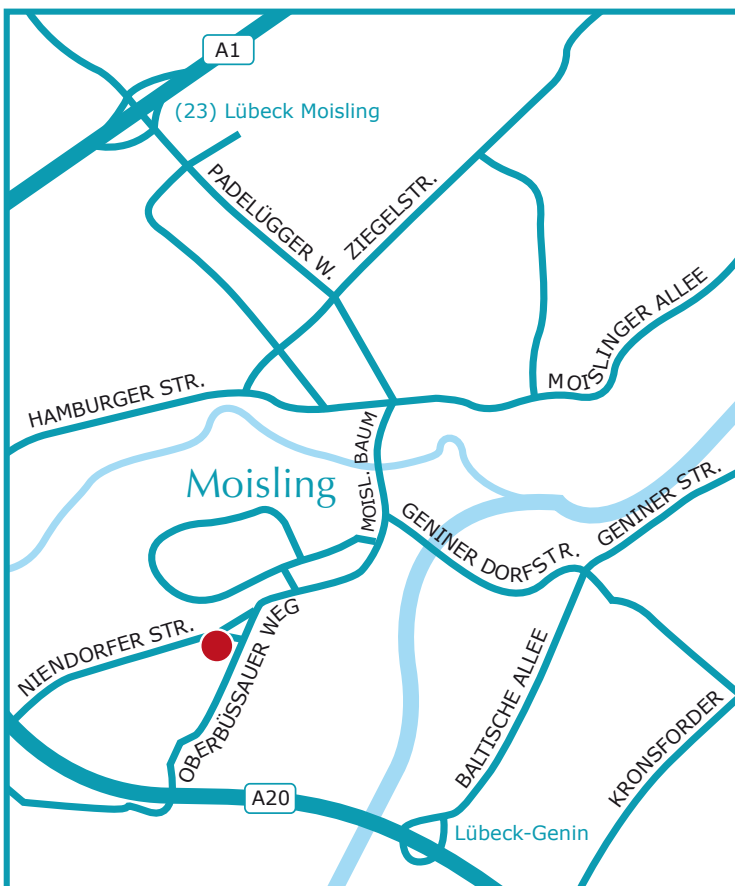 A1
(23) Lübeck Moisling
PADELÜGGER W.
ZIEGELSTR.
MOISLINGER ALLEE
HAMBURGER STR.
MOISL. BAUM
Moisling
GENINER DORFSTR.
GENINER STR.
NIENDORFER STR.
OBERBÜSSAUER WEG
BALTISCHE ALLEE
KRONSFORDER
A20
Lübeck-Genin